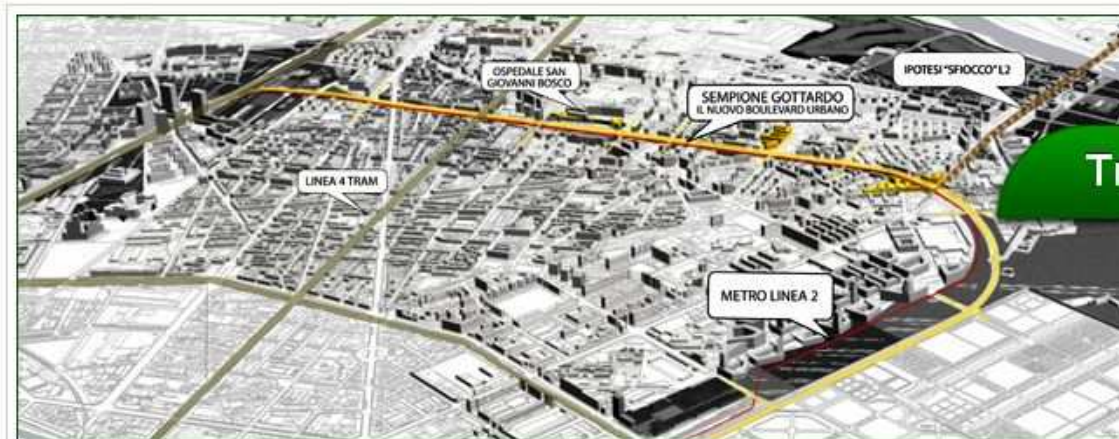 OSPEDALE SAN
GIOVANNI BOSCO
IPOTESI "SFIOCCO" L2
SEMPIONE GOTTARDO
IL NUOVO BOULEVARD URBANO
LINEA 4 TRAM
METRO LINEA 2